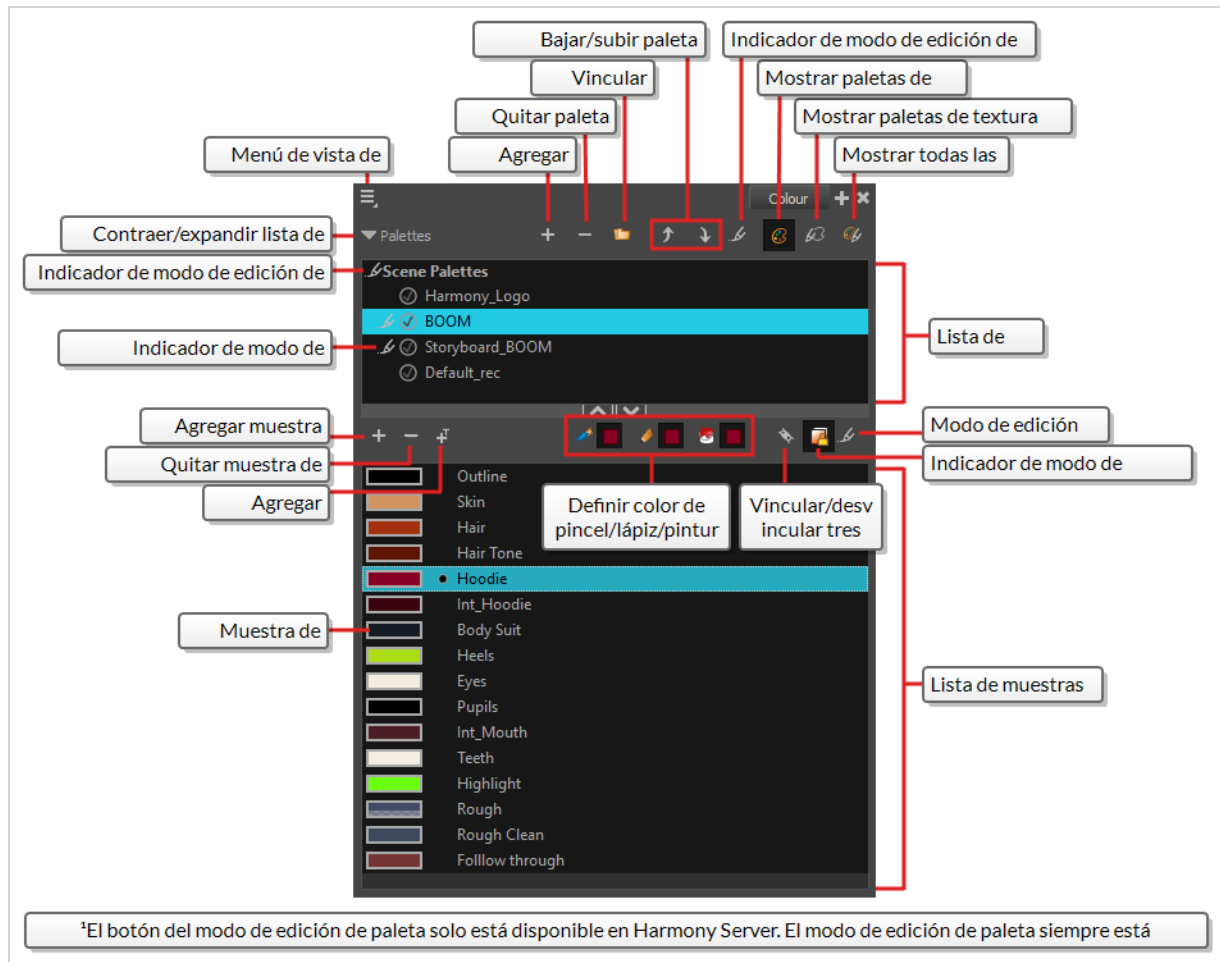 Bajar/subir paleta
Indicador de modo de edición de
Vincular
Mostrar paletas de
Quitar paleta
Mostrar paletas de textura
Menú de vista de
Agregar
Mostrar todas las
Colour
Contraer/expandir lista de
Palettes
Indicador de modo de edición de
Scene Palettes
Harmony_Logo
BOOM
Indicador de modo de
Storyboard_BOOM
Lista de
Default_rec
Agregar muestra
Modo de edición
Quitar muestra de
Indicador de modo de
Agregar
Outline
Skin
Hair
Hair Tone
Definir color de
pincel/lápiz/pintur
Vincular/desv
incular tres
Hoodie
Int_Hoodie
Muestra de
Body Suit
Heels
Eyes
Lista de muestras
Pupils
Int_Mouth
Teeth
Highlight
Rough
Rough Clean
Folllow through
¹El botón del modo de edición de paleta solo está disponible en Harmony Server. El modo de edición de paleta siempre está